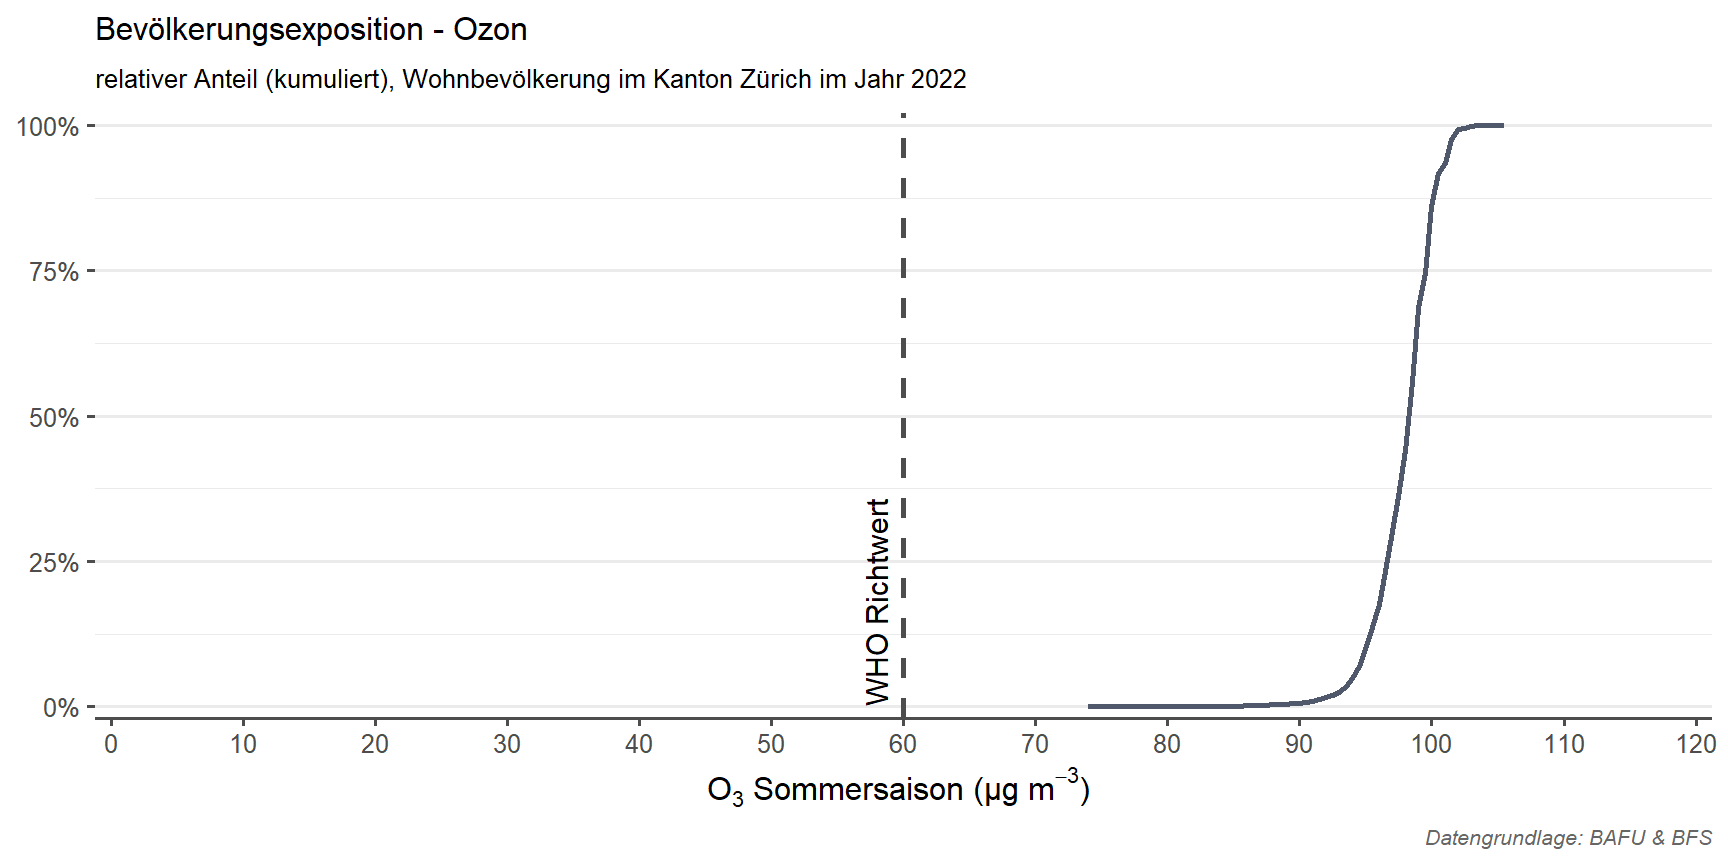 Bevölkerungsexposition - Ozon
relativer Anteil (kumuliert), Wohnbevölkerung im Kanton Zürich im Jahr 2022
100%
75%
50%
25%
0%
WHO Richtwert
0 10 20 30 40 50 60 70 80 90 100 110 120
O₃ Sommersaison (µg m⁻³)
Datengrundlage: BAFU & BFS